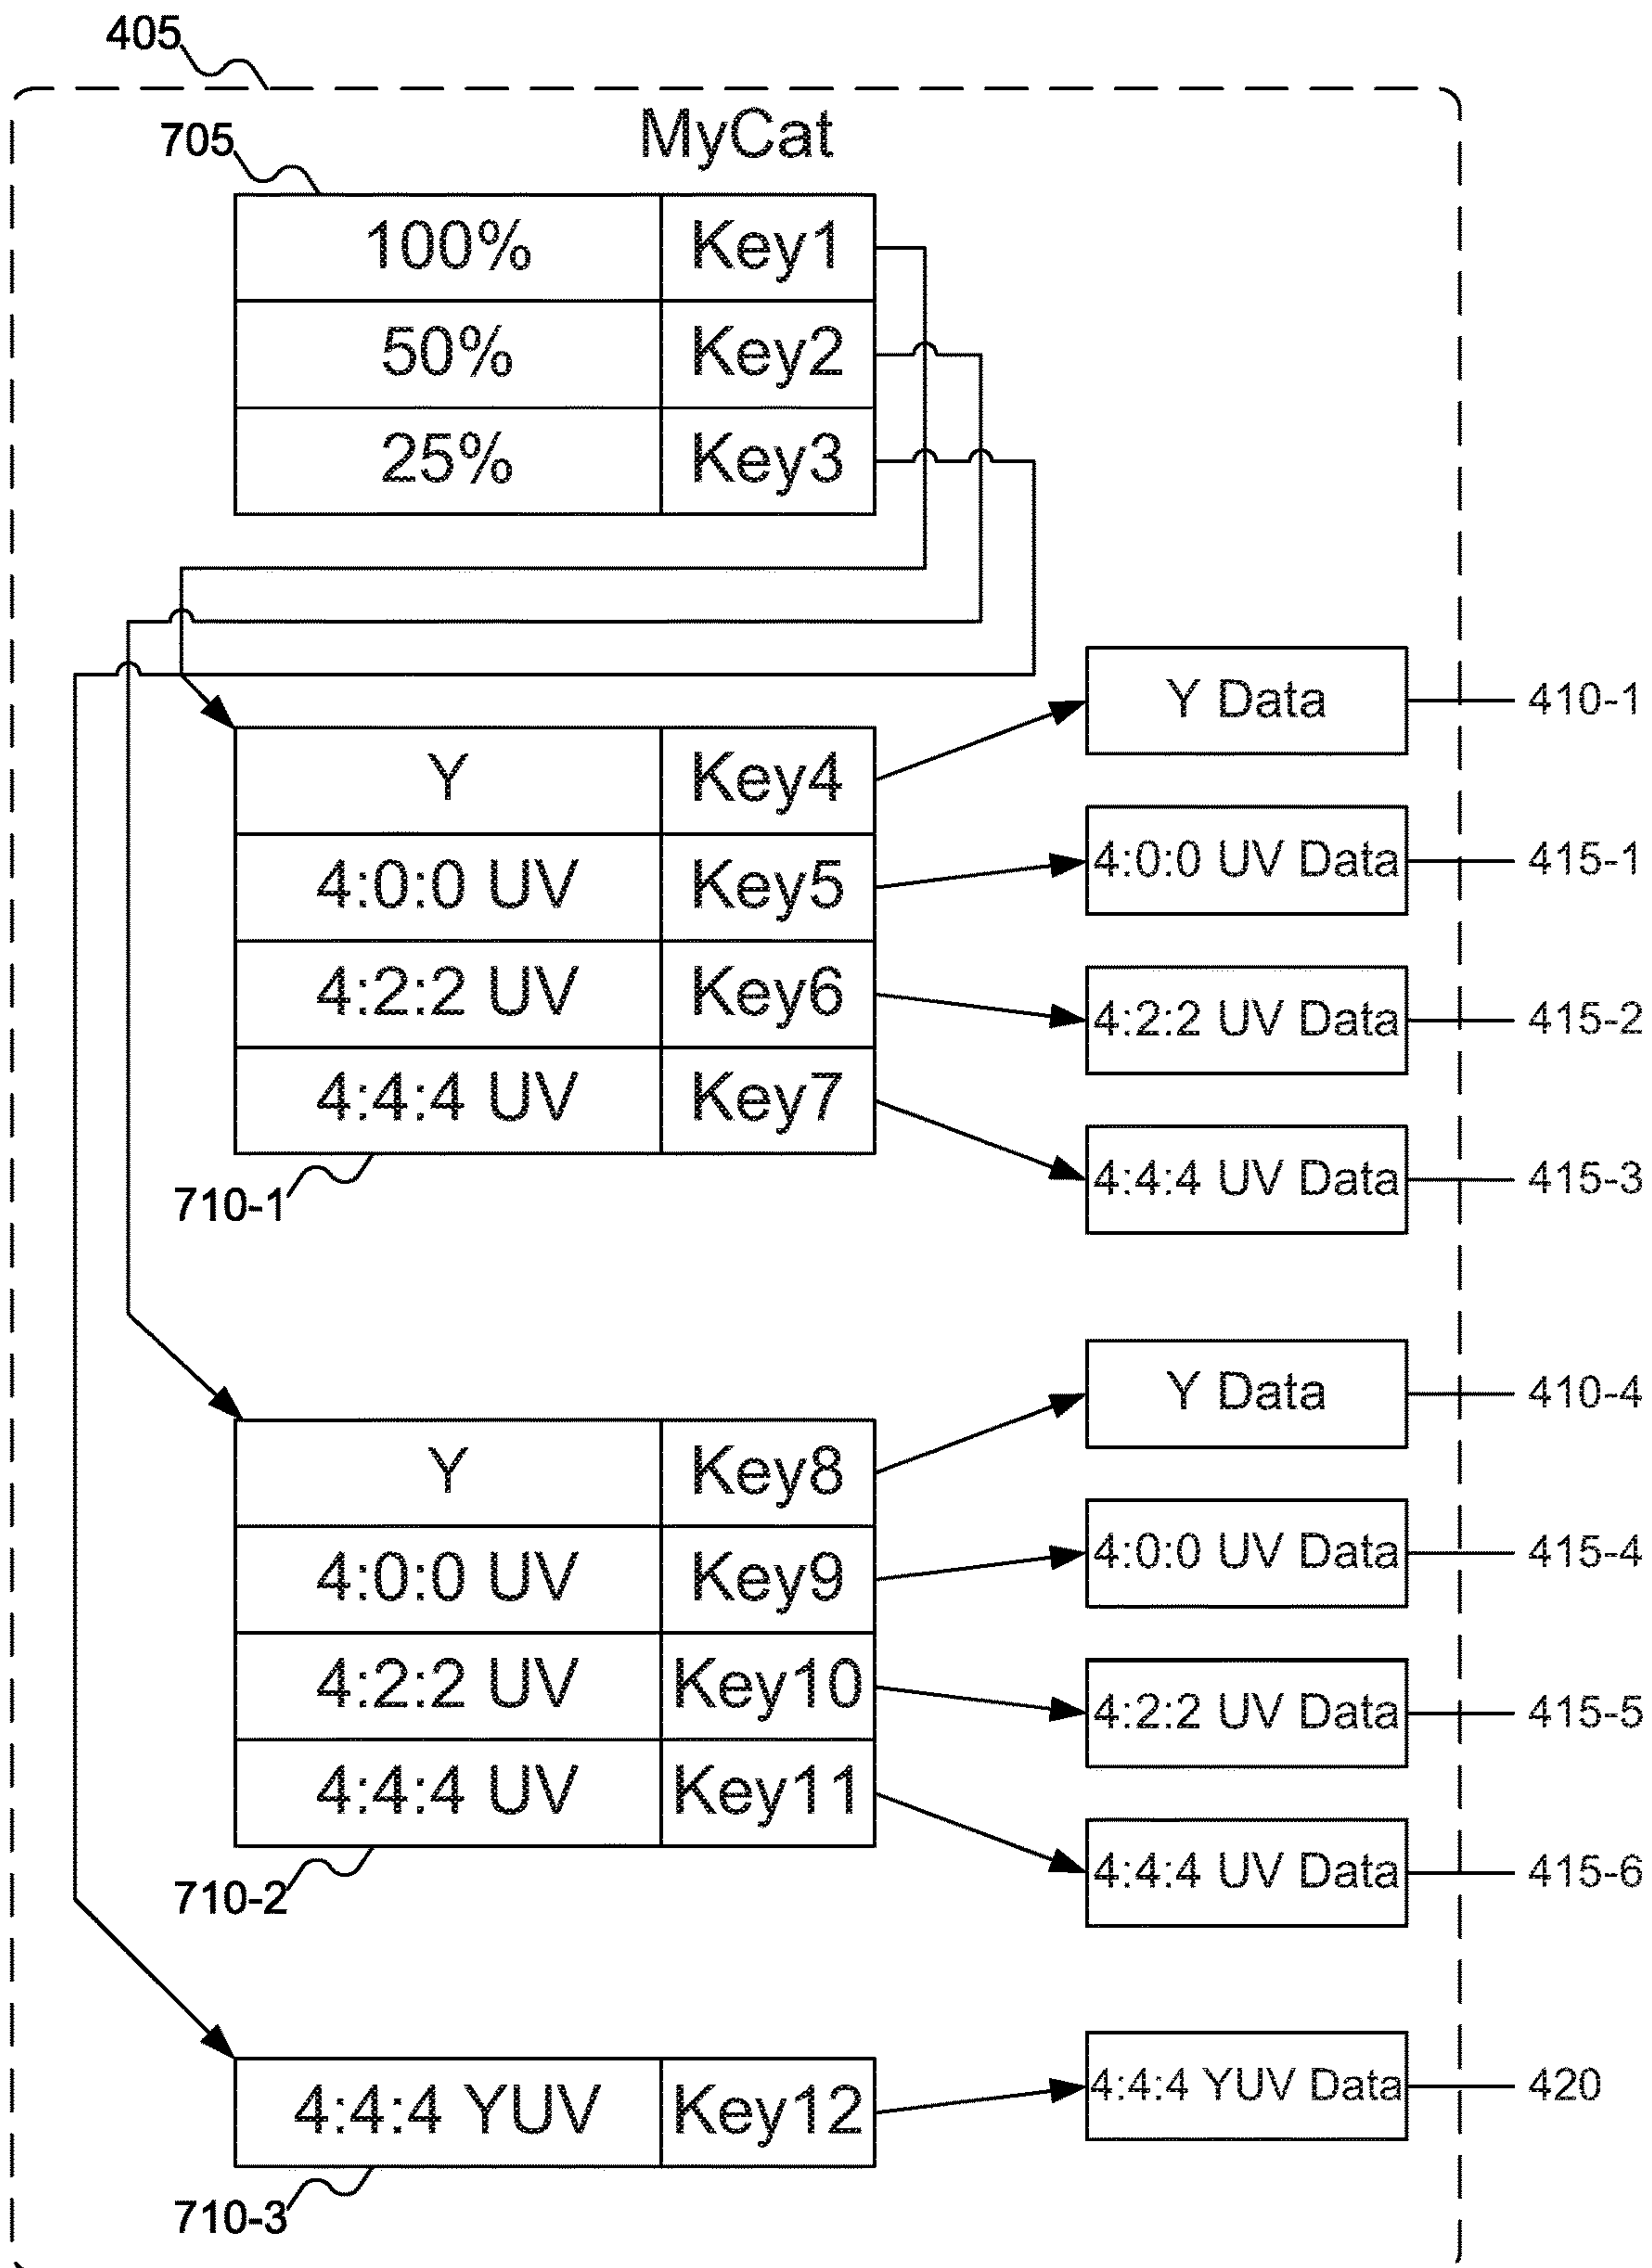 405
MyCat
705
100% Key1
50% Key2
25% Key3
Y Data 410-1
Y Key4
4:0:0 UV Data 415-1
4:0:0 UV Key5
4:2:2 UV Key6
4:2:2 UV Data 415-2
4:4:4 UV Key7
4:4:4 UV Data 415-3
710-1
Y Data 410-4
Y Key8
4:0:0 UV Data 415-4
4:0:0 UV Key9
4:2:2 UV Key10
4:2:2 UV Data 415-5
4:4:4 UV Key11
4:4:4 UV Data 415-6
710-2
4:4:4 YUV Data 420
4:4:4 YUV Key12
710-3